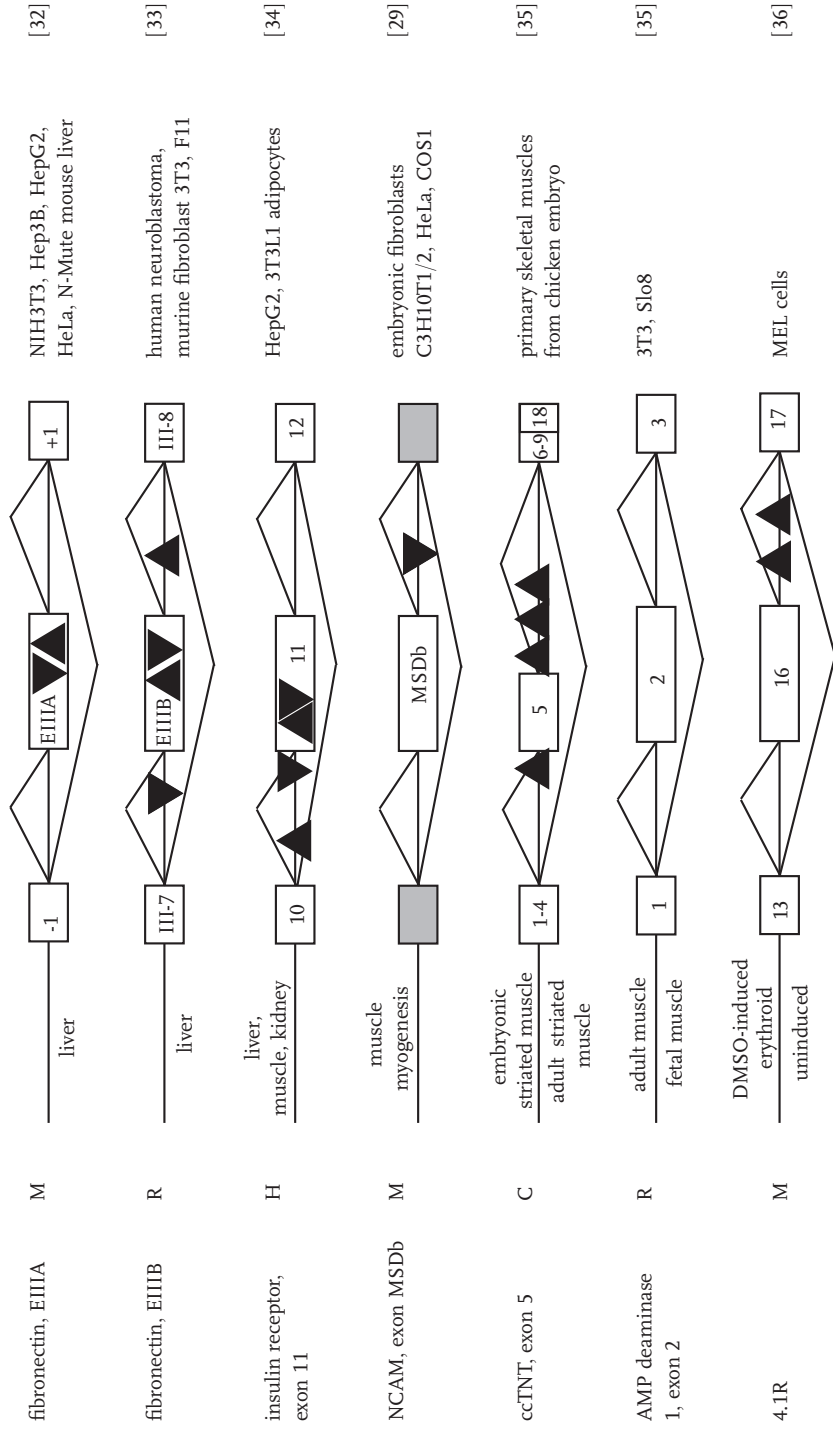 fibronectin, EIIIA
M
liver
-1
EIIIA
+1
NIH3T3, Hep3B, HepG2,
HeLa, N-Mute mouse liver
[32]
fibronectin, EIIIB
R
liver
III-7
EIIIB
III-8
human neuroblastoma,
murine fibroblast 3T3, F11
[33]
insulin receptor,
exon 11
H
liver,
muscle, kidney
10
11
12
HepG2, 3T3L1 adipocytes
[34]
NCAM, exon MSDb
M
muscle
myogenesis
MSDb
embryonic fibroblasts
C3H10T1/2, HeLa, COS1
[29]
ccTNT, exon 5
C
embryonic
striated muscle
adult striated
muscle
1-4
5
6-9 18
primary skeletal muscles
from chicken embryo
[35]
AMP deaminase
1, exon 2
R
adult muscle
fetal muscle
1
2
3
3T3, Slo8
[35]
4.1R
M
DMSO-induced
erythroid
uninduced
13
16
17
MEL cells
[36]